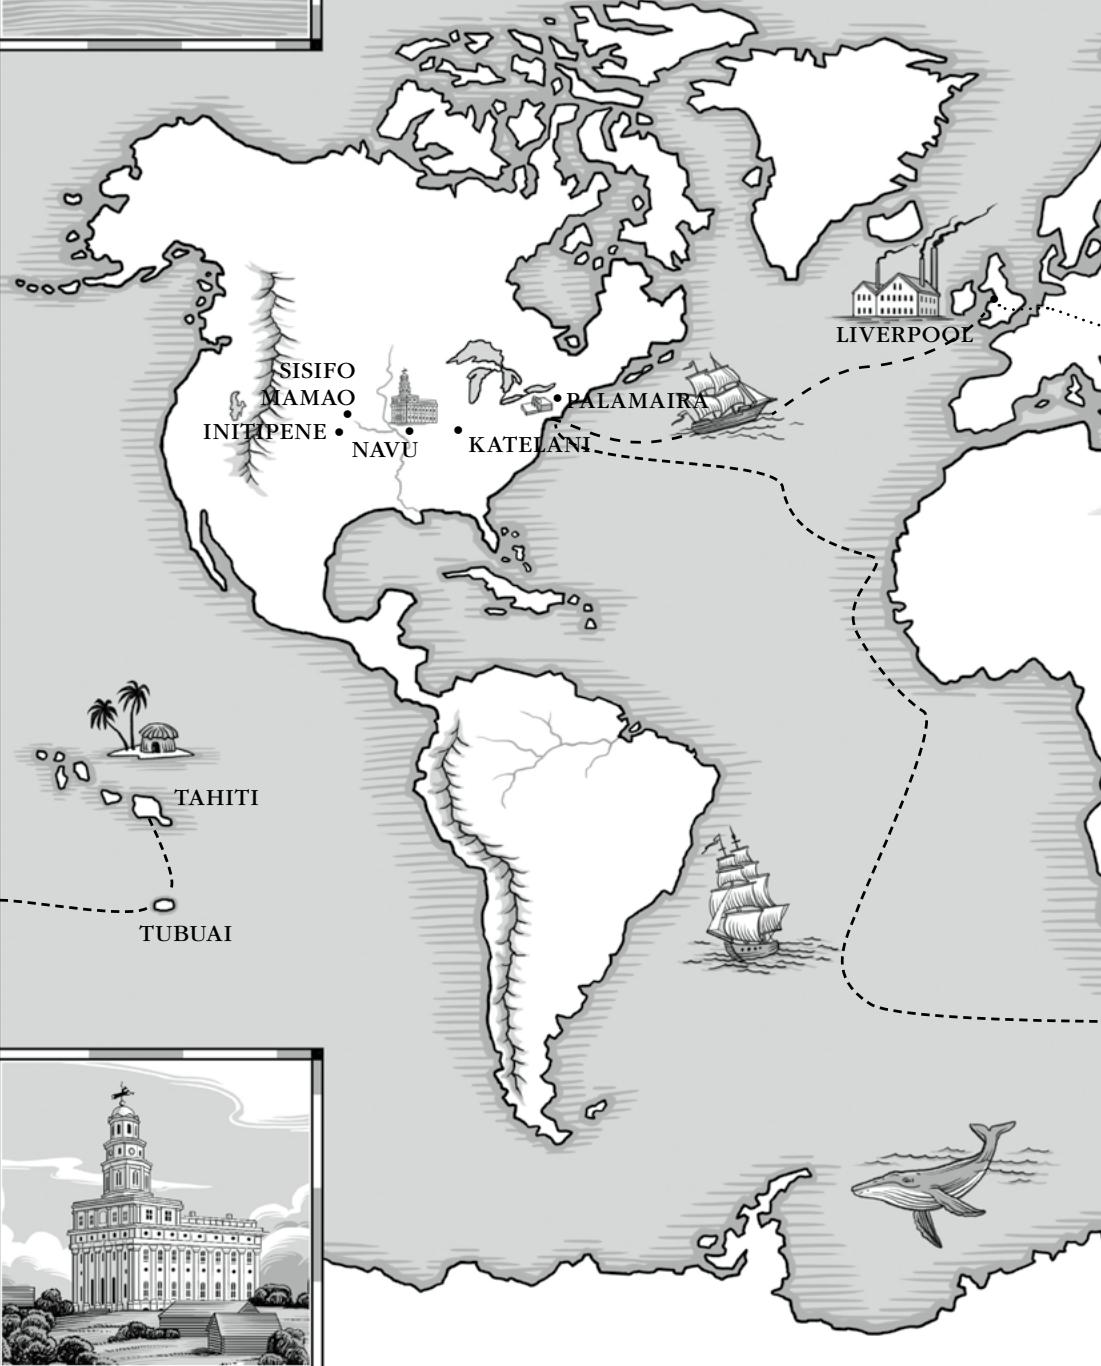 LIVERPOOL
SISIFO
MAMAO
PALAMAIRA
INITIPENE
NAVU
KATELANI
TAHITI
TUBUAI